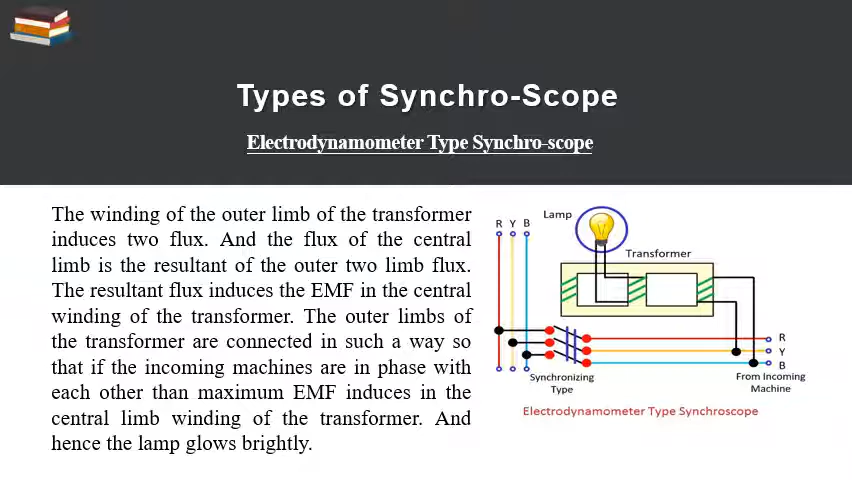 Types of Synchro-Scope
Electrodynamometer Type Synchro-scope
The winding of the outer limb of the transformer
induces two flux. And the flux of the central
limb is the resultant of the outer two limb flux.
The resultant flux induces the EMF in the central
winding of the transformer. The outer limbs of
the transformer are connected in such a way so
that if the incoming machines are in phase with
each other than maximum EMF induces in the
central limb winding of the transformer. And
hence the lamp glows brightly.
Lamp
R Y B
Transformer
R
Y
B
Synchronizing
Type
From Incoming
Machine
Electrodynamometer Type Synchroscope